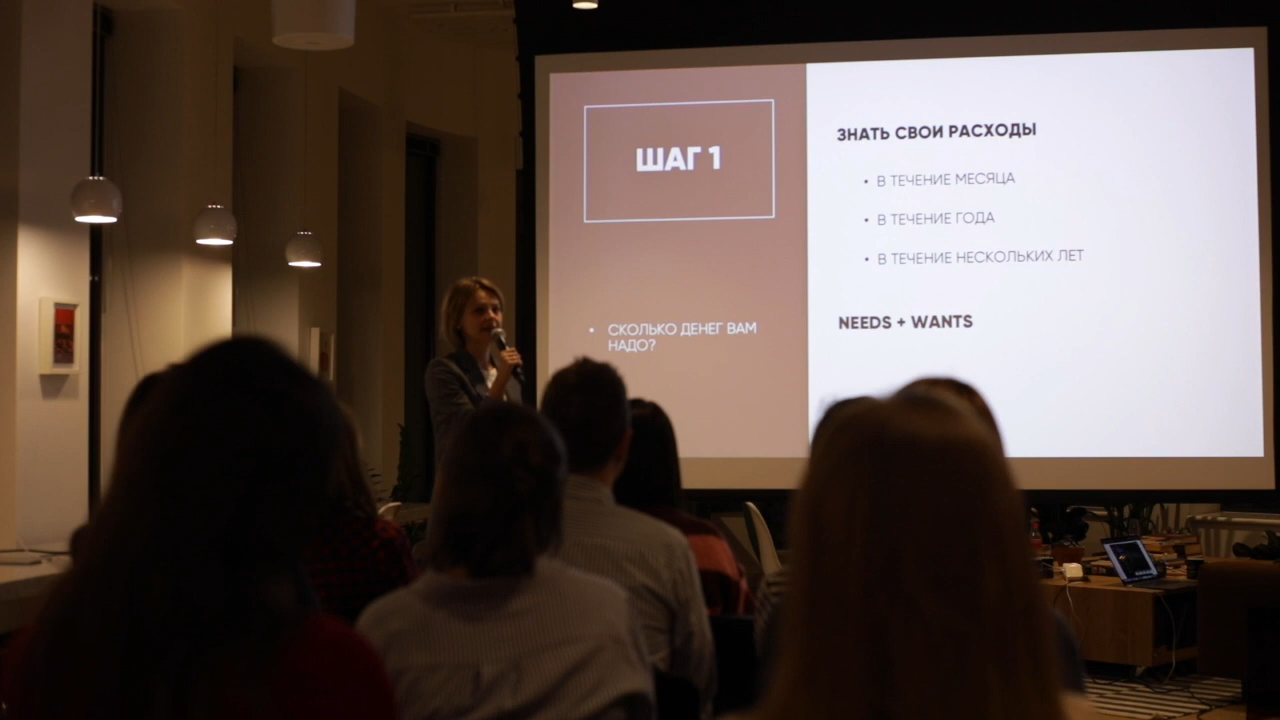 ШАГ 1
• СКОЛЬКО ДЕНЕГ ВАМ
НАДО?
ЗНАТЬ СВОИ РАСХОДЫ
• В ТЕЧЕНИЕ МЕСЯЦА
• В ТЕЧЕНИЕ ГОДА
• В ТЕЧЕНИЕ НЕСКОЛЬКИХ ЛЕТ
NEEDS + WANTS